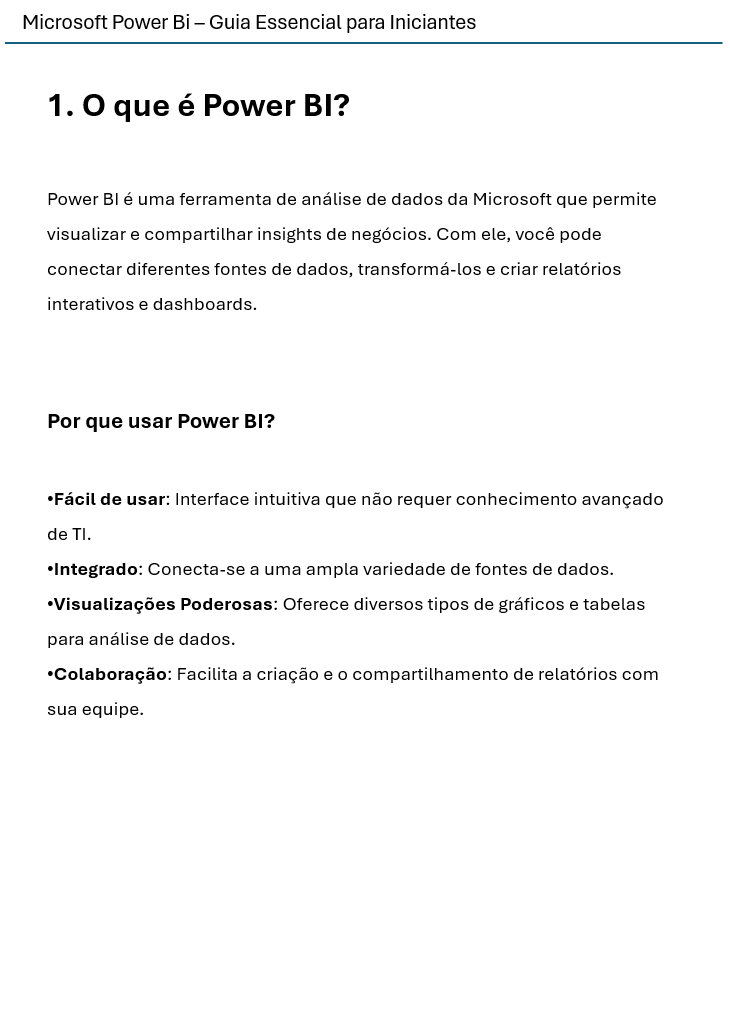 Microsoft Power Bi – Guia Essencial para Iniciantes
1. O que é Power BI?
Power BI é uma ferramenta de análise de dados da Microsoft que permite
visualizar e compartilhar insights de negócios. Com ele, você pode
conectar diferentes fontes de dados, transformá-los e criar relatórios
interativos e dashboards.
Por que usar Power BI?
•Fácil de usar: Interface intuitiva que não requer conhecimento avançado
de TI.
•Integrado: Conecta-se a uma ampla variedade de fontes de dados.
•Visualizações Poderosas: Oferece diversos tipos de gráficos e tabelas
para análise de dados.
•Colaboração: Facilita a criação e o compartilhamento de relatórios com
sua equipe.